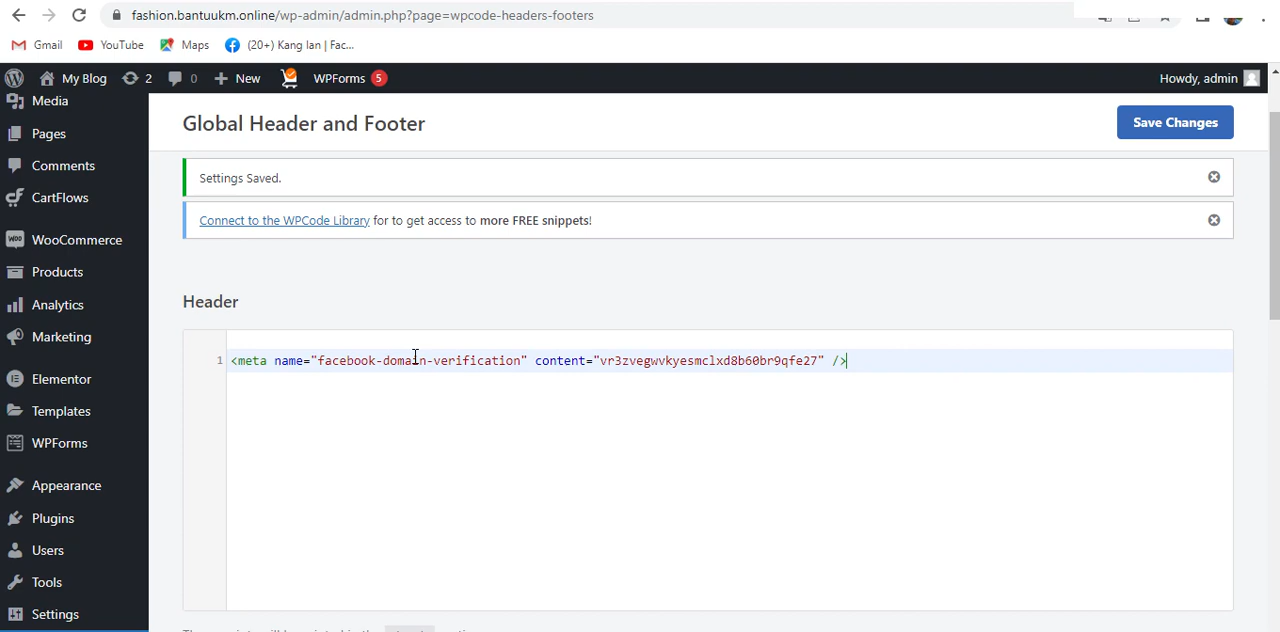 fashion.bantuukm.online/wp-admin/admin.php?page=wpcode-headers-footers
Gmail YouTube Maps (20+) Kang Ian | Fac...
My Blog 2 0 New WPForms 5 Howdy, admin
Media
Pages
Comments
CartFlows
WooCommerce
Products
Analytics
Marketing
Elementor
Templates
WPForms
Appearance
Plugins
Users
Tools
Settings
Global Header and Footer
Save Changes
Settings Saved.
Connect to the WPCode Library for to get access to more FREE snippets!
Header
1 <meta name="facebook-domain-verification" content="vr3zvegwvkyesmclxd8b60br9qfe27" />